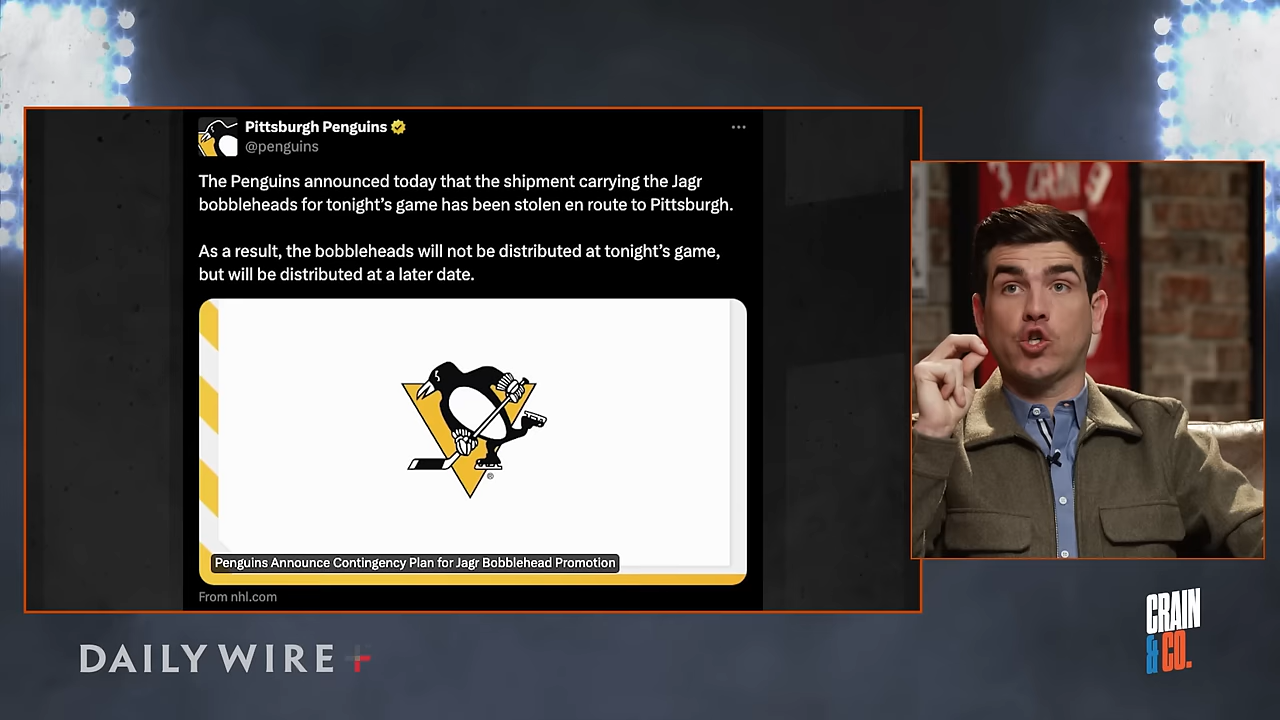 Pittsburgh Penguins
@penguins
The Penguins announced today that the shipment carrying the Jagr
bobbleheads for tonight's game has been stolen en route to Pittsburgh.
As a result, the bobbleheads will not be distributed at tonight's game,
but will be distributed at a later date.
Penguins Announce Contingency Plan for Jagr Bobblehead Promotion
From nhl.com
CRAIN
DAILY WIRE +
CRAIN
& CO.